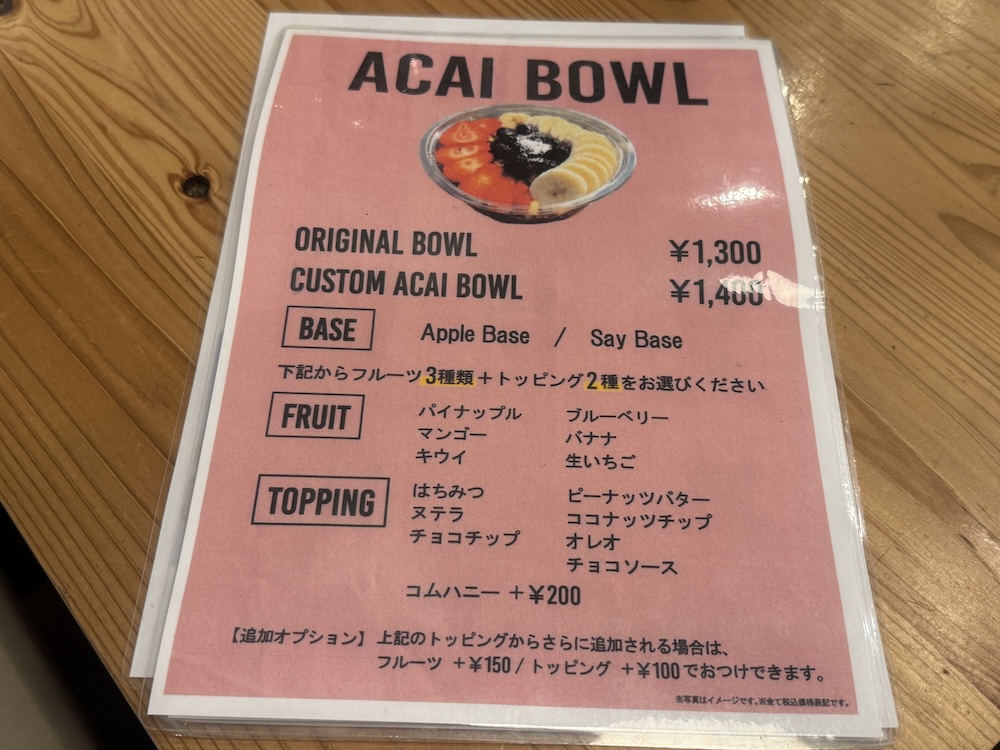 ACAI BOWL
ORIGINAL BOWL ¥1,300
CUSTOM ACAI BOWL ¥1,400
BASE Apple Base / Say Base
下記からフルーツ3種類＋トッピング2種をお選びください
FRUIT パイナップル ブルーベリー
マンゴー バナナ
キウイ 生いちご
TOPPING はちみつ ピーナッツバター
ヌテラ ココナッツチップ
チョコチップ オレオ
チョコソース
コムハニー ＋¥200
【追加オプション】上記のトッピングからさらに追加される場合は、
フルーツ ＋¥150 / トッピング ＋¥100でおつけできます。
※写真はイメージです。※全て税込価格表記です。